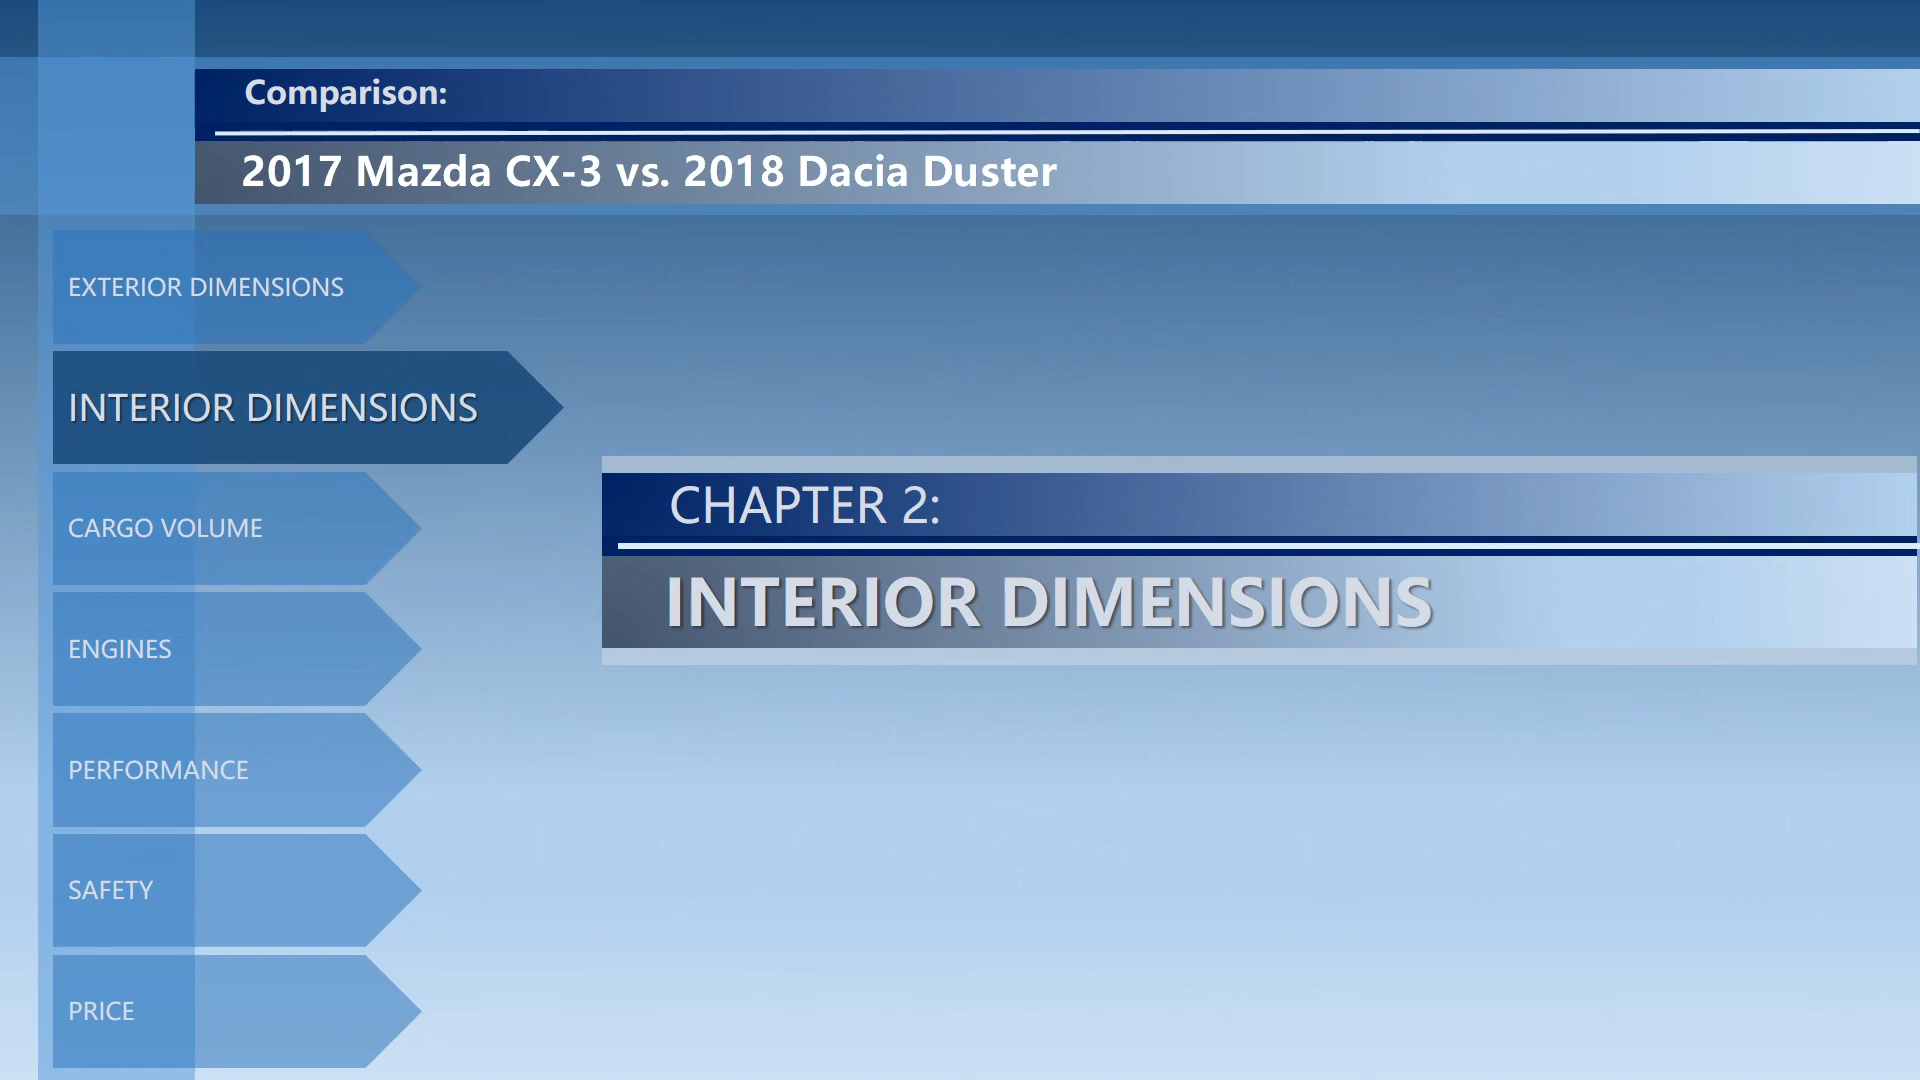 Comparison:
2017 Mazda CX-3 vs. 2018 Dacia Duster
EXTERIOR DIMENSIONS
INTERIOR DIMENSIONS
CARGO VOLUME
ENGINES
PERFORMANCE
SAFETY
PRICE
CHAPTER 2:
INTERIOR DIMENSIONS